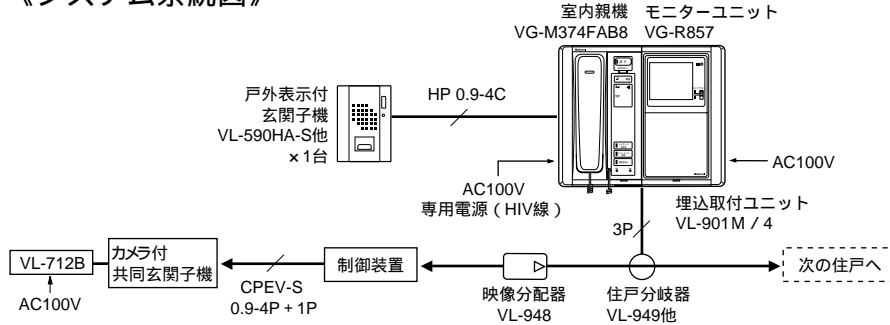 《システム系統図》
室内親機 モニターユニット
VG-M374FAB8 VG-R857
戸外表示付
玄関子機
VL-590HA-S他
×1台
HP 0.9-4C
AC100V
専用電源(HIV線)
AC100V
埋込取付ユニット
VL-901M / 4
3P
VL-712B
AC100V
カメラ付
共同玄関子機
CPEV-S
0.9-4P + 1P
制御装置
映像分配器
VL-948
住戸分岐器
VL-949他
次の住戸へ